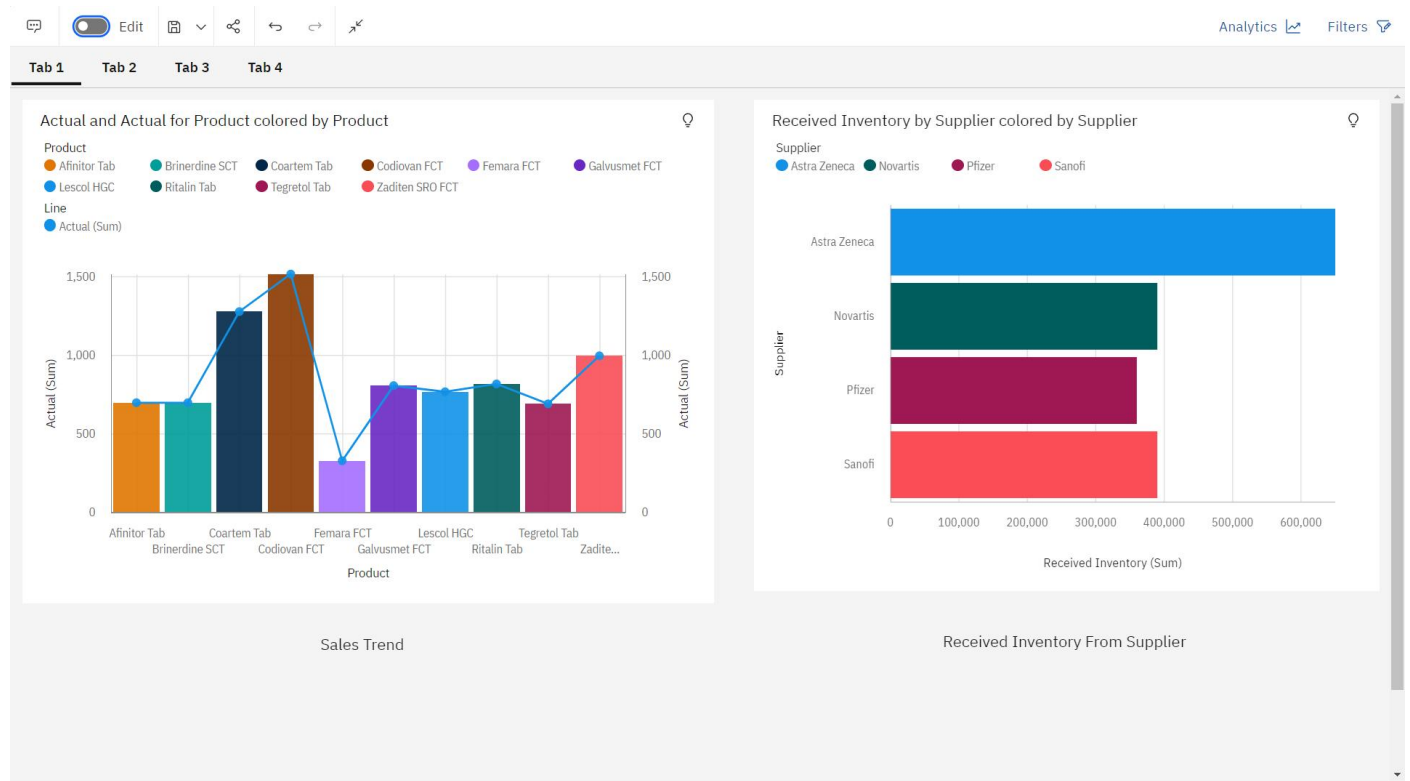 Edit
Analytics
Filters
Tab 1 Tab 2 Tab 3 Tab 4
Actual and Actual for Product colored by Product
Product
Afinitor Tab Brinerdine SCT Coartem Tab Codiovan FCT Femara FCT Galvusmet FCT
Lescol HGC Ritalin Tab Tegretol Tab Zaditen SRO FCT
Line
Actual (Sum)
1,500 1,500
1,000 1,000
500 500
0 0
Actual (Sum)
Actual (Sum)
Afinitor Tab Coartem Tab Femara FCT Lescol HGC Tegretol Tab
Brinerdine SCT Codiovan FCT Galvusmet FCT Ritalin Tab Zadite...
Product
Sales Trend
Received Inventory by Supplier colored by Supplier
Supplier
Astra Zeneca Novartis Pfizer Sanofi
Supplier
Astra Zeneca
Novartis
Pfizer
Sanofi
0 100,000 200,000 300,000 400,000 500,000 600,000
Received Inventory (Sum)
Received Inventory From Supplier